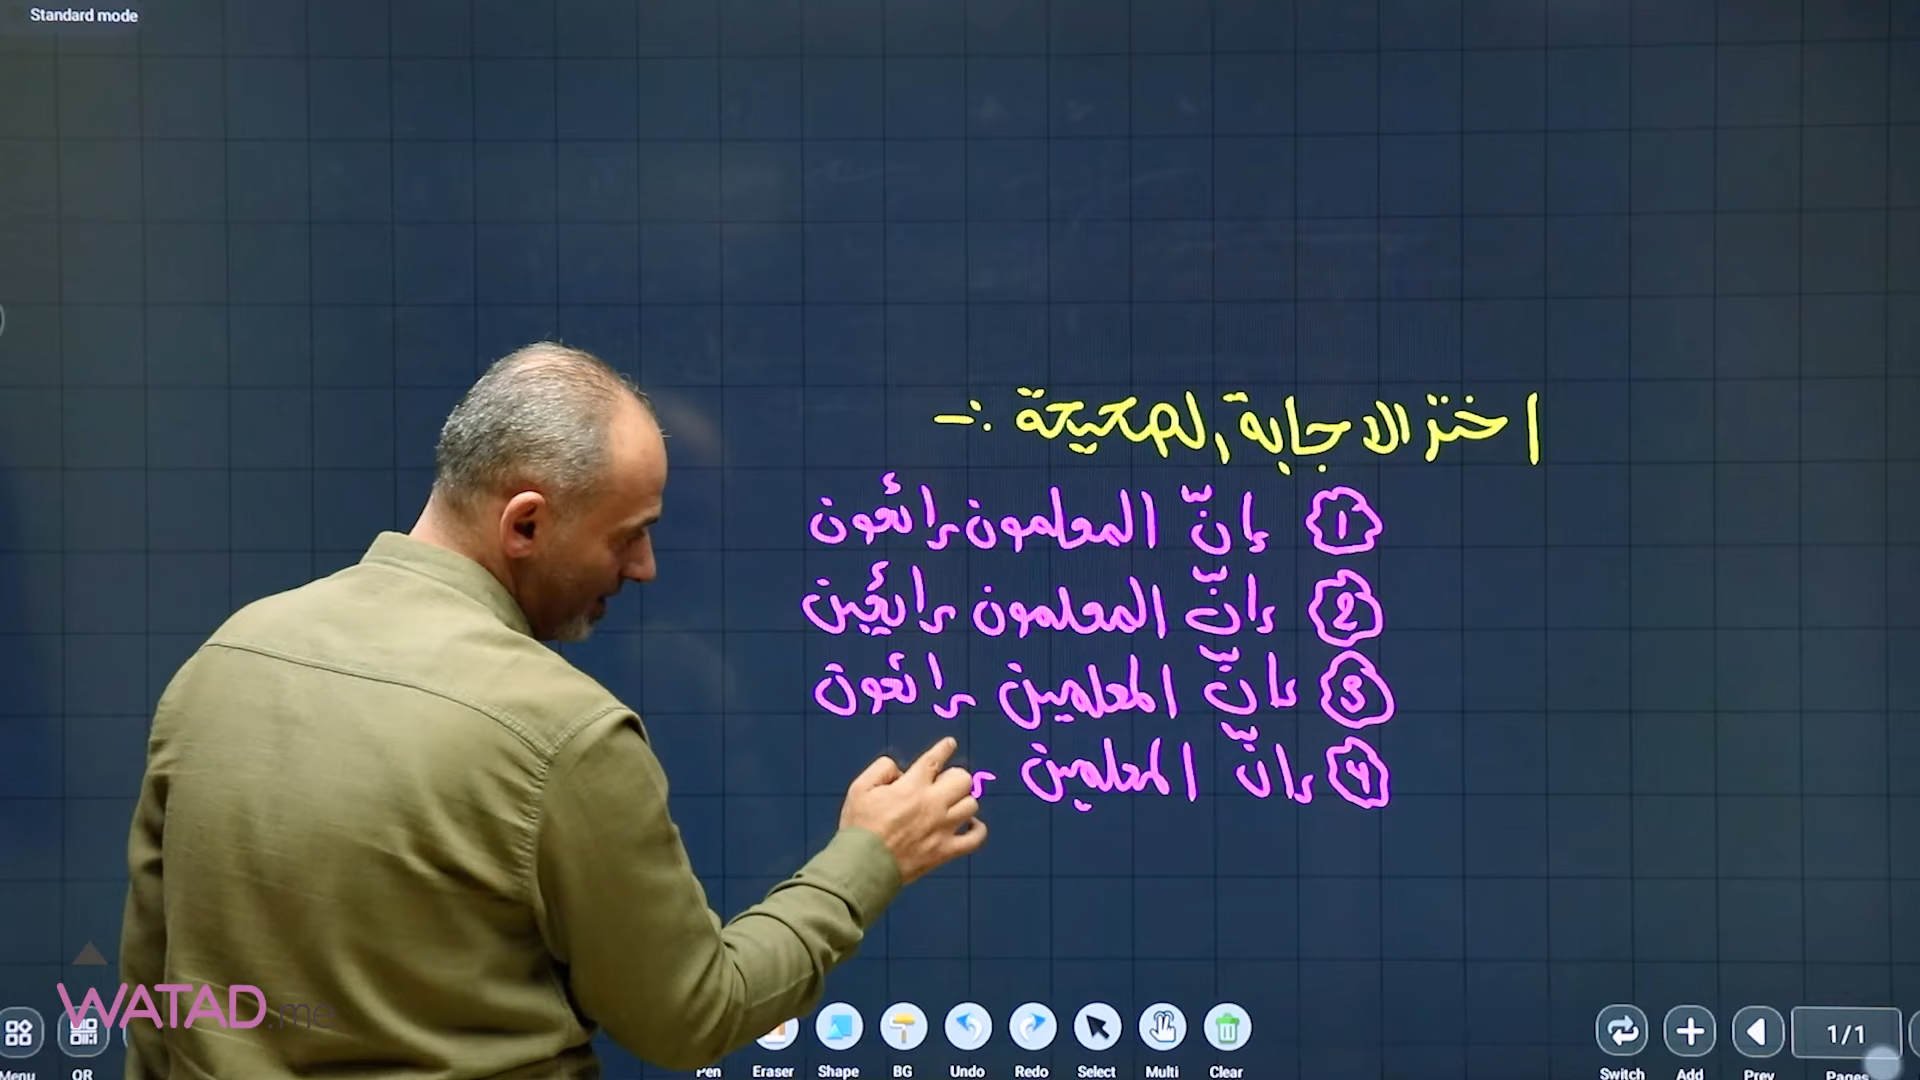 Standard mode
اختر الاجابة الصحيحة :-
1 إنّ المعلمون رائعون
2 إنّ المعلمون رائعين
3 إنّ المعلمين رائعون
4 إنّ المعلمين ر
WATAD.me
Menu QR Pen Eraser Shape BG Undo Redo Select Multi Clear Switch Add Prev 1/1 Pages